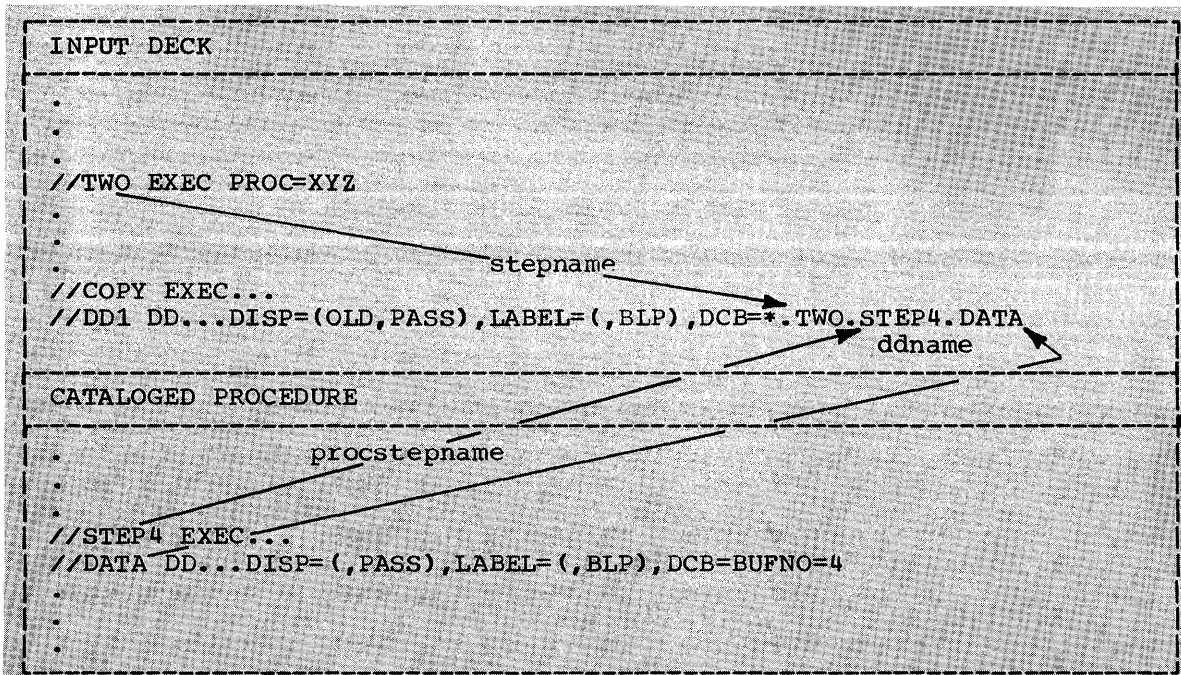 INPUT DECK
.
.
.
//TWO EXEC PROC=XYZ
.
.
.
stepname
//COPY EXEC...
//DD1 DD...DISP=(OLD,PASS),LABEL=(,BLP),DCB=*.TWO.STEP4.DATA
ddname
CATALOGED PROCEDURE
.
procstepname
.
.
//STEP4 EXEC...
//DATA DD...DISP=(,PASS),LABEL=(,BLP),DCB=BUFNO=4
.
.
.